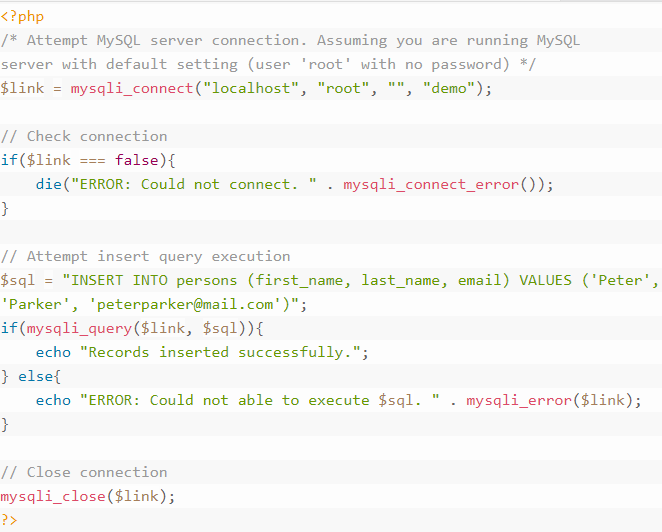 <?php
/* Attempt MySQL server connection. Assuming you are running MySQL
server with default setting (user 'root' with no password) */
$link = mysqli_connect("localhost", "root", "", "demo");
// Check connection
if($link === false){
    die("ERROR: Could not connect. " . mysqli_connect_error());
}
// Attempt insert query execution
$sql = "INSERT INTO persons (first_name, last_name, email) VALUES ('Peter',
'Parker', 'peterparker@mail.com')";
if(mysqli_query($link, $sql)){
    echo "Records inserted successfully.";
} else{
    echo "ERROR: Could not able to execute $sql. " . mysqli_error($link);
}
// Close connection
mysqli_close($link);
?>